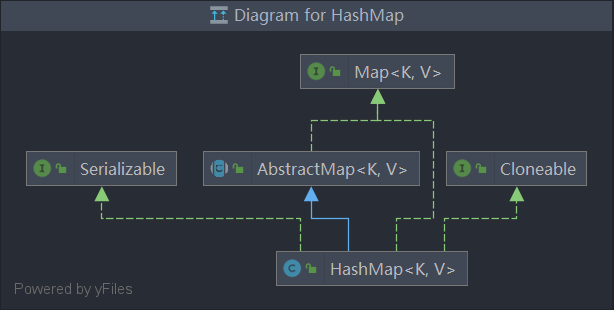 Diagram for HashMap
I Map<K, V>
I Serializable
C AbstractMap<K, V>
I Cloneable
C HashMap<K, V>
Powered by yFiles